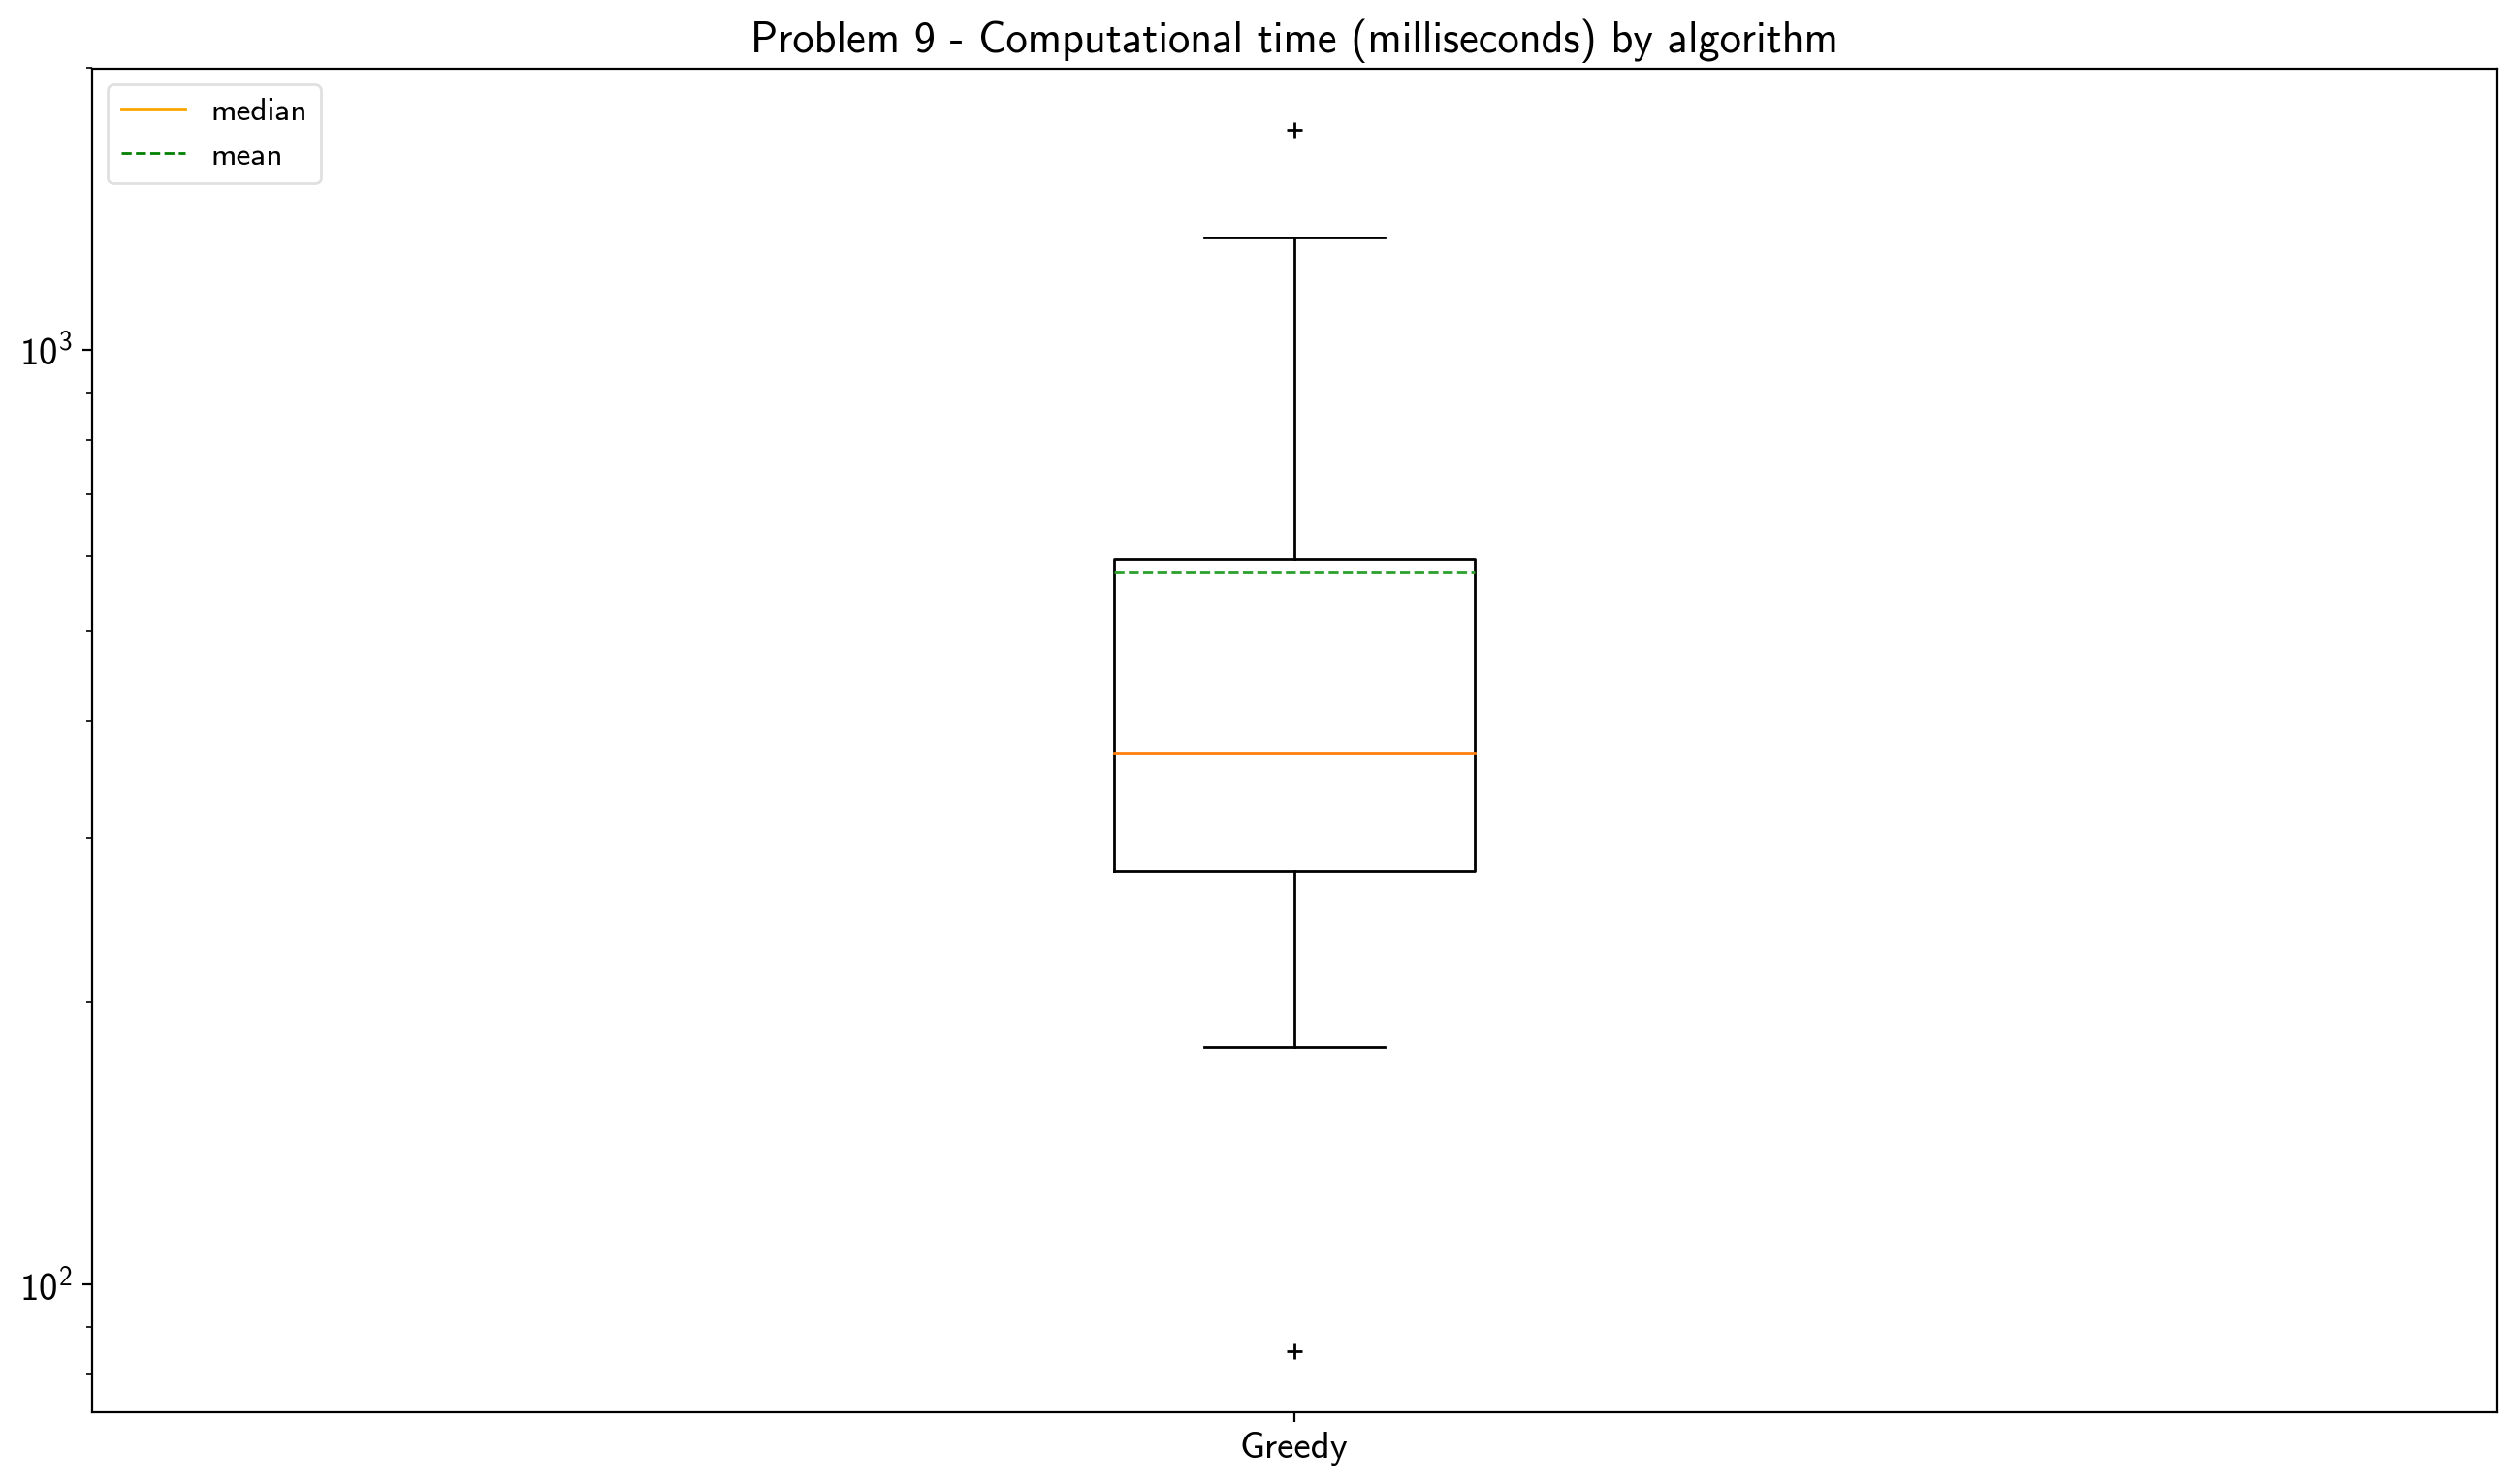 Problem 9 - Computational time (milliseconds) by algorithm
median
mean
10³
10²
Greedy